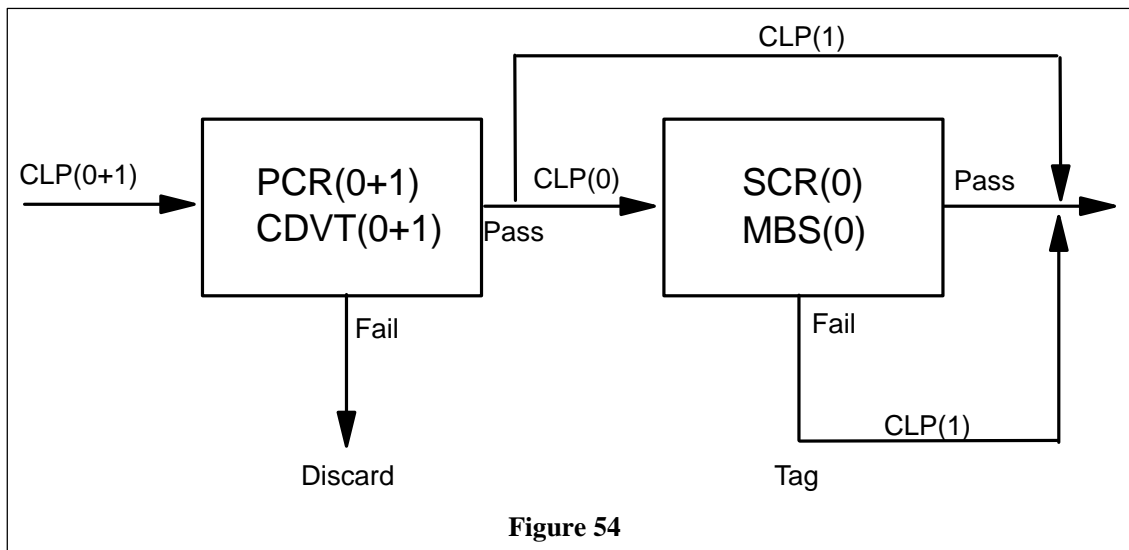 CLP(1)
CLP(0+1)
PCR(0+1)
CDVT(0+1)
Pass
CLP(0)
SCR(0)
MBS(0)
Pass
Fail
Fail
CLP(1)
Discard
Tag
Figure 54